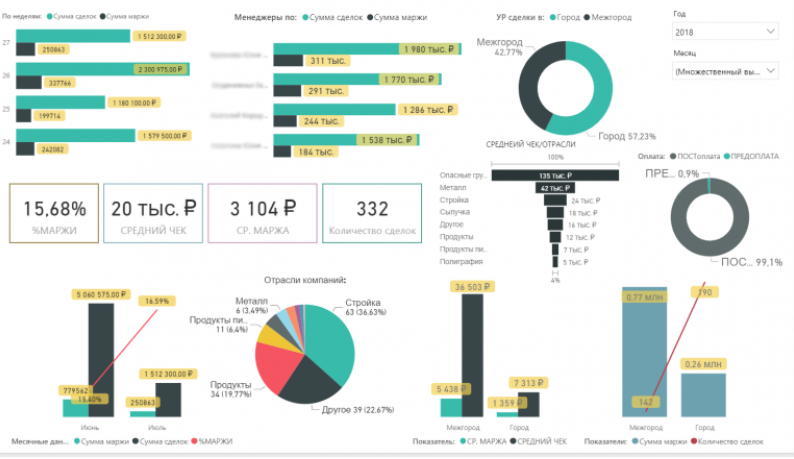 По неделям: Сумма сделок Сумма маржи
27
1 512 300,00 ₽
250863
26
2 300 975,00 ₽
337766
25
1 180 100,00 ₽
199714
24
1 579 500,00 ₽
242082
Менеджеры по: Сумма сделок Сумма маржи
1 980 тыс. ₽
311 тыс.
1 770 тыс. ₽
291 тыс.
1 286 тыс. ₽
244 тыс.
1 538 тыс. ₽
184 тыс.
УР сделки в: Город Межгород
Межгород
42,77%
Город 57,23%
Год
2018
Месяц
(Множественный вы...
15,68%
%МАРЖИ
20 тыс. ₽
СРЕДНИЙ ЧЕК
3 104 ₽
СР. МАРЖА
332
Количество сделок
СРЕДНЕИЙ ЧЕК/ОТРАСЛИ
100%
Опасные гру... 135 тыс. ₽
Металл 42 тыс. ₽
Стройка 24 тыс. ₽
Сыпучка 18 тыс. ₽
Другое 16 тыс. ₽
Продукты 12 тыс. ₽
Продукты пи... 7 тыс. ₽
Полиграфия 5 тыс. ₽
4%
Оплата: ПОСТоплата ПРЕДОПЛАТА
ПРЕ... 0,9%
ПОС... 99,1%
5 060 575,00 ₽
16.59%
779562
15.40%
1 512 300,00 ₽
250863
Июнь Июль
Месячные дан... Сумма маржи Сумма сделок %МАРЖИ
Отрасли компаний:
Металл
6 (3,49%)
Продукты пи...
11 (6,4%)
Продукты
34 (19,77%)
Стройка
63 (36,63%)
Другое 39 (22,67%)
36 503 ₽
5 438 ₽
7 313 ₽
1 359 ₽
Межгород Город
Показатель: СР. МАРЖА СРЕДНИЙ ЧЕК
0,77 МЛН
190
0,26 МЛН
142
Межгород Город
Показатели: Сумма маржи Количество сделок